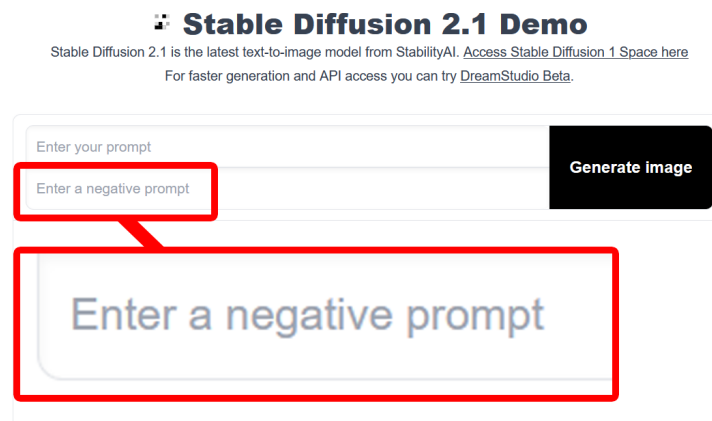 Stable Diffusion 2.1 Demo
Stable Diffusion 2.1 is the latest text-to-image model from StabilityAI. Access Stable Diffusion 1 Space here
For faster generation and API access you can try DreamStudio Beta.
Enter your prompt
Generate image
Enter a negative prompt
Enter a negative prompt